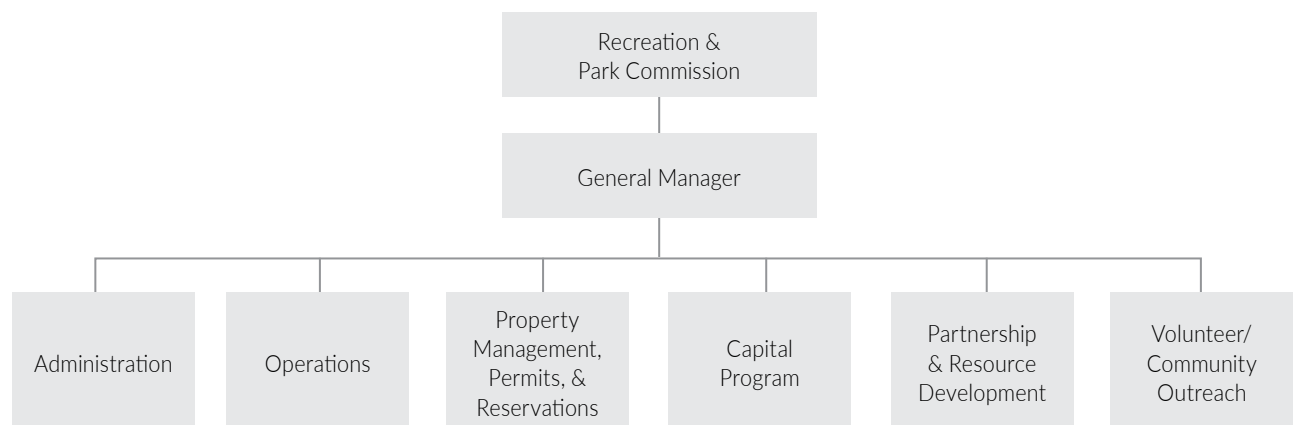 Recreation &
Park Commission
General Manager
Administration
Operations
Property
Management,
Permits, &
Reservations
Capital
Program
Partnership
& Resource
Development
Volunteer/
Community
Outreach